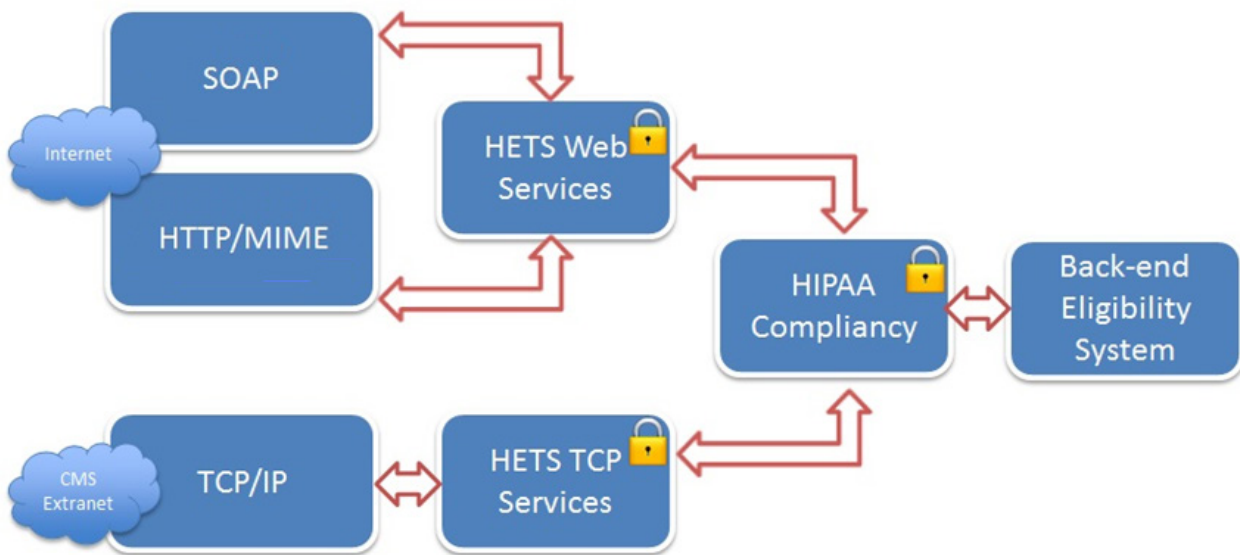 SOAP
Internet
HTTP/MIME
HETS Web
Services
HIPAA
Compliancy
Back-end
Eligibility
System
CMS
Extranet
TCP/IP
HETS TCP
Services